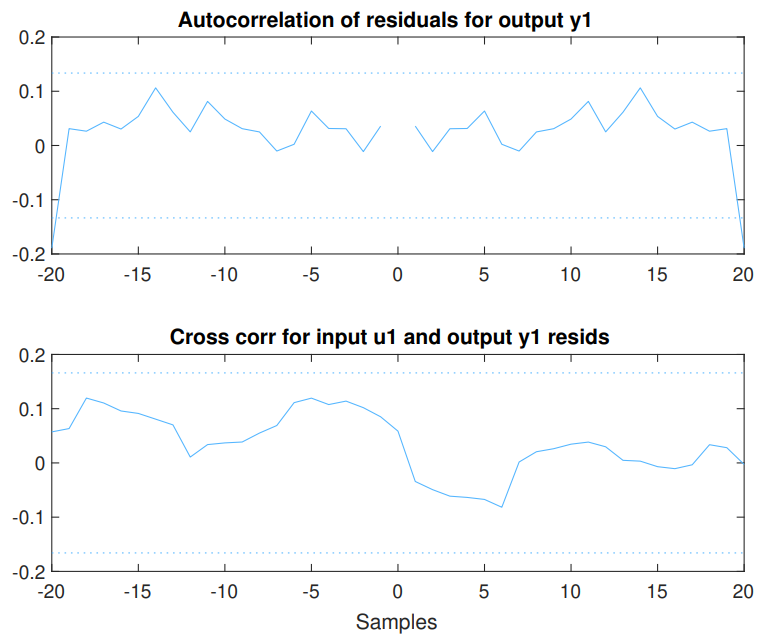 Autocorrelation of residuals for output y1
0.2
0.1
0
-0.1
-0.2
-20 -15 -10 -5 0 5 10 15 20
Cross corr for input u1 and output y1 resids
0.2
0.1
0
-0.1
-0.2
-20 -15 -10 -5 0 5 10 15 20
Samples